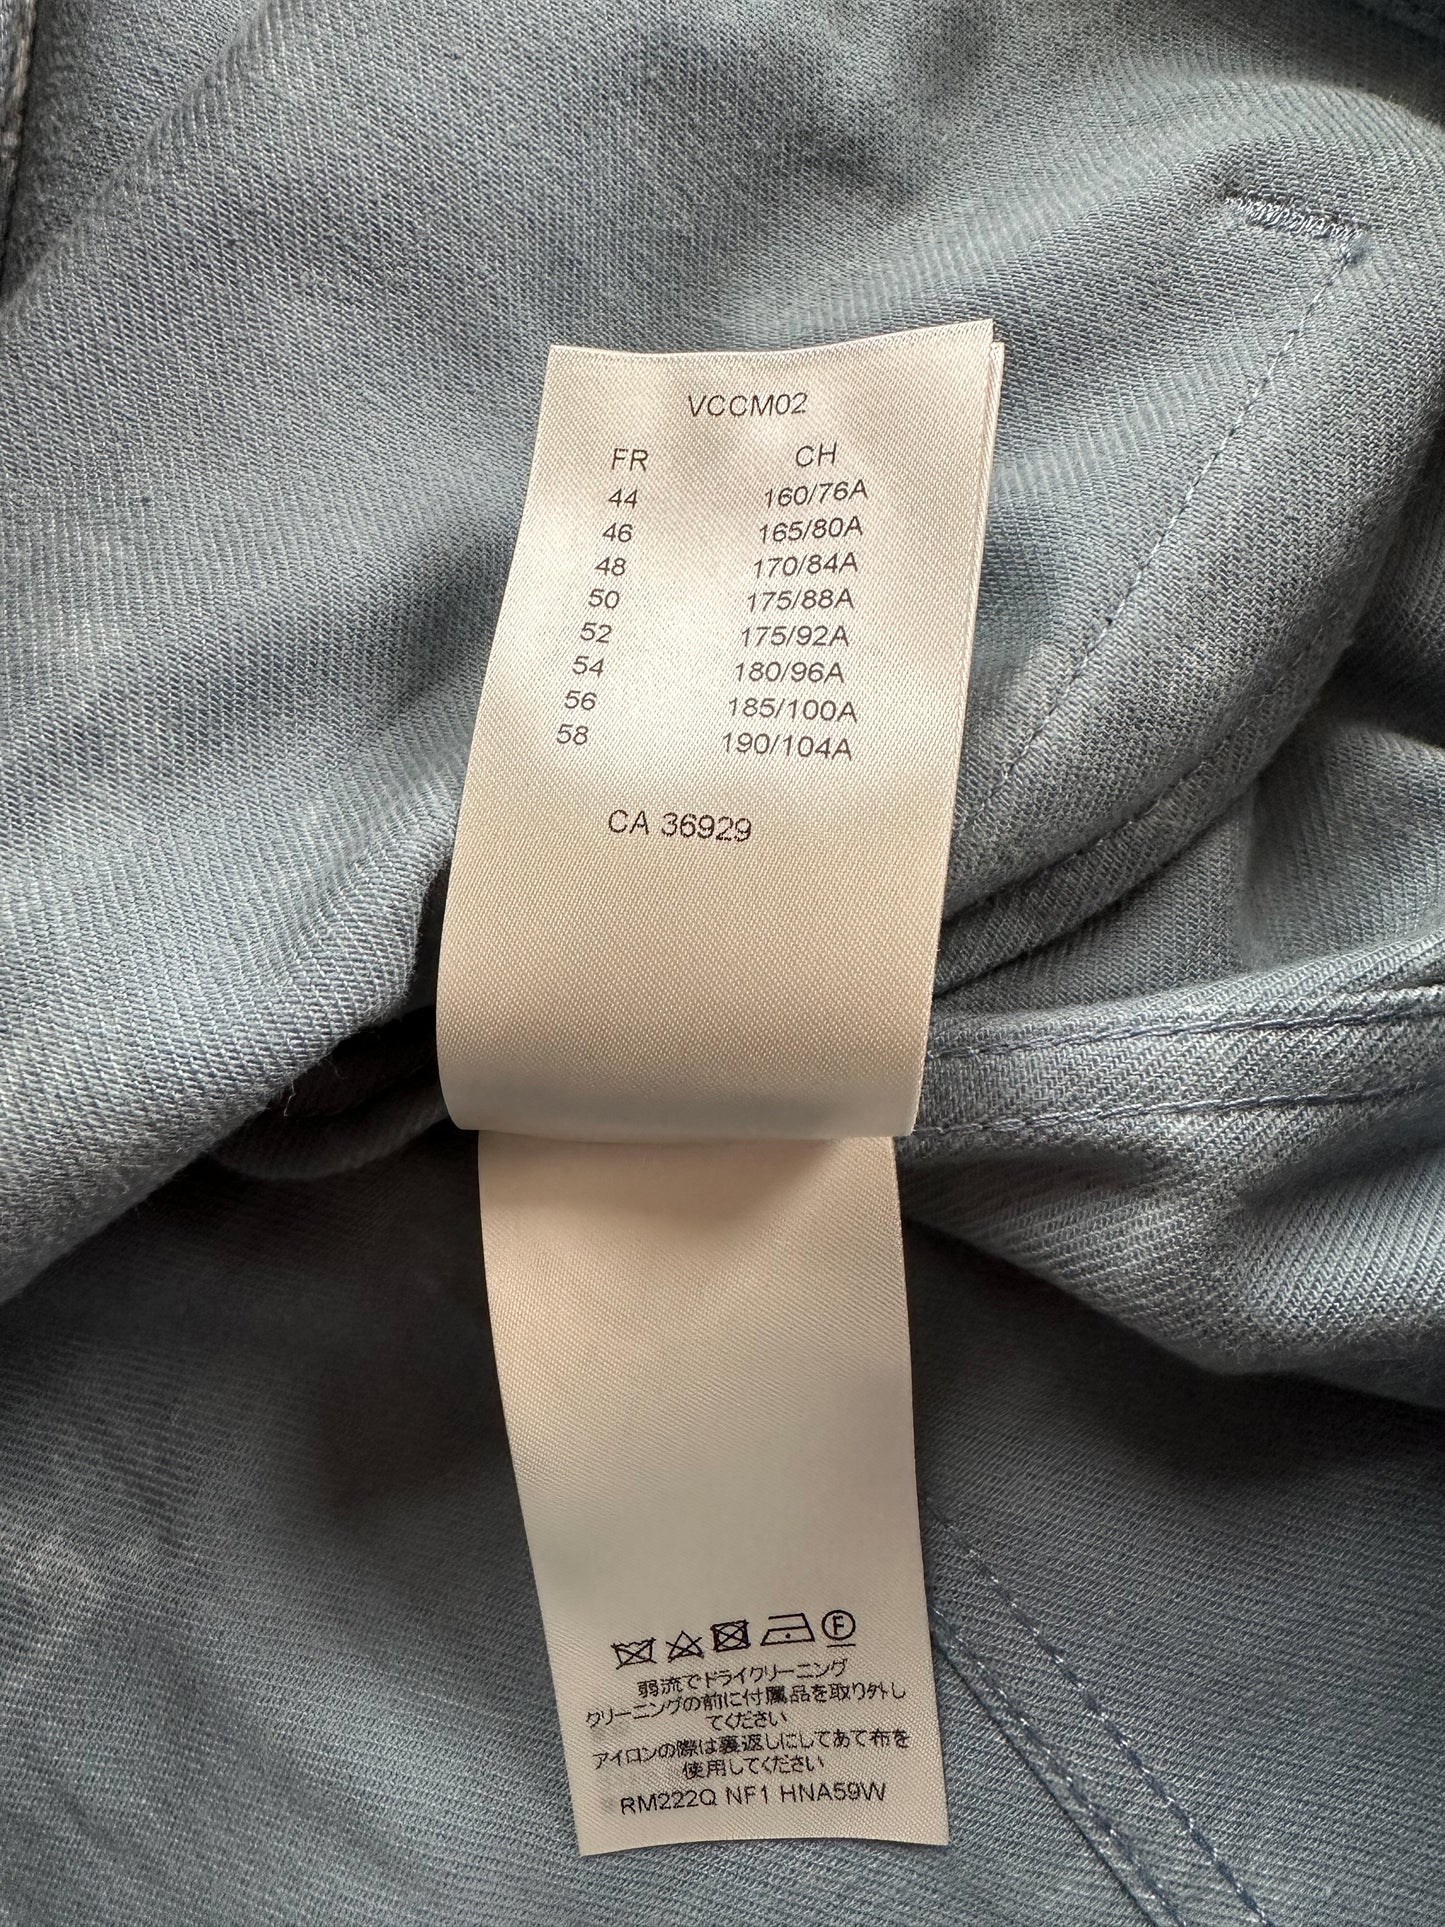 VCCM02
FR CH
44 160/76A
46 165/80A
48 170/84A
50 175/88A
52 175/92A
54 180/96A
56 185/100A
58 190/104A
CA 36929
F
弱流でドライクリーニング
クリーニングの前に付属品を取り外し
てください
アイロンの際は裏返しにしてあて布を
使用してください
RM222Q NF1 HNA59W